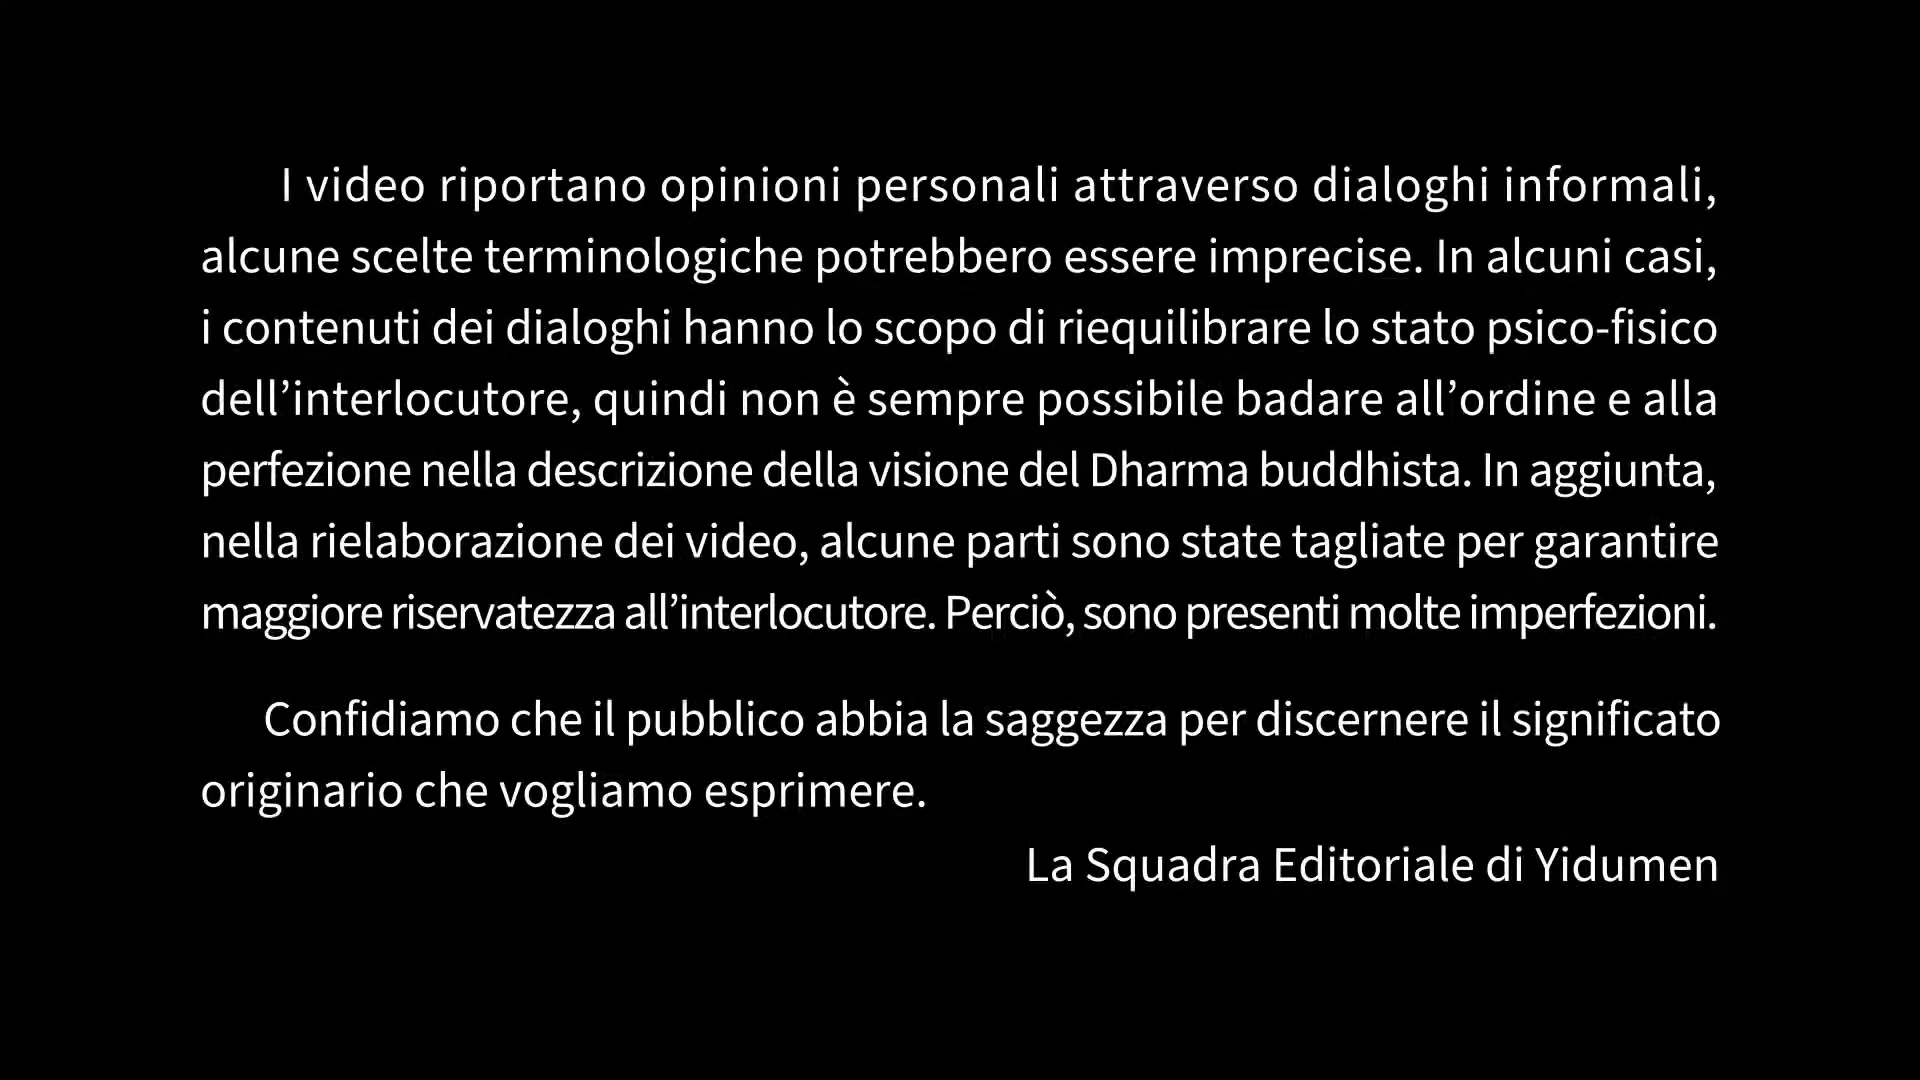 I video riportano opinioni personali attraverso dialoghi informali,
alcune scelte terminologiche potrebbero essere imprecise. In alcuni casi,
i contenuti dei dialoghi hanno lo scopo di riequilibrare lo stato psico-fisico
dell’interlocutore, quindi non è sempre possibile badare all’ordine e alla
perfezione nella descrizione della visione del Dharma buddhista. In aggiunta,
nella rielaborazione dei video, alcune parti sono state tagliate per garantire
maggiore riservatezza all’interlocutore. Perciò, sono presenti molte imperfezioni.
Confidiamo che il pubblico abbia la saggezza per discernere il significato
originario che vogliamo esprimere.
La Squadra Editoriale di Yidumen